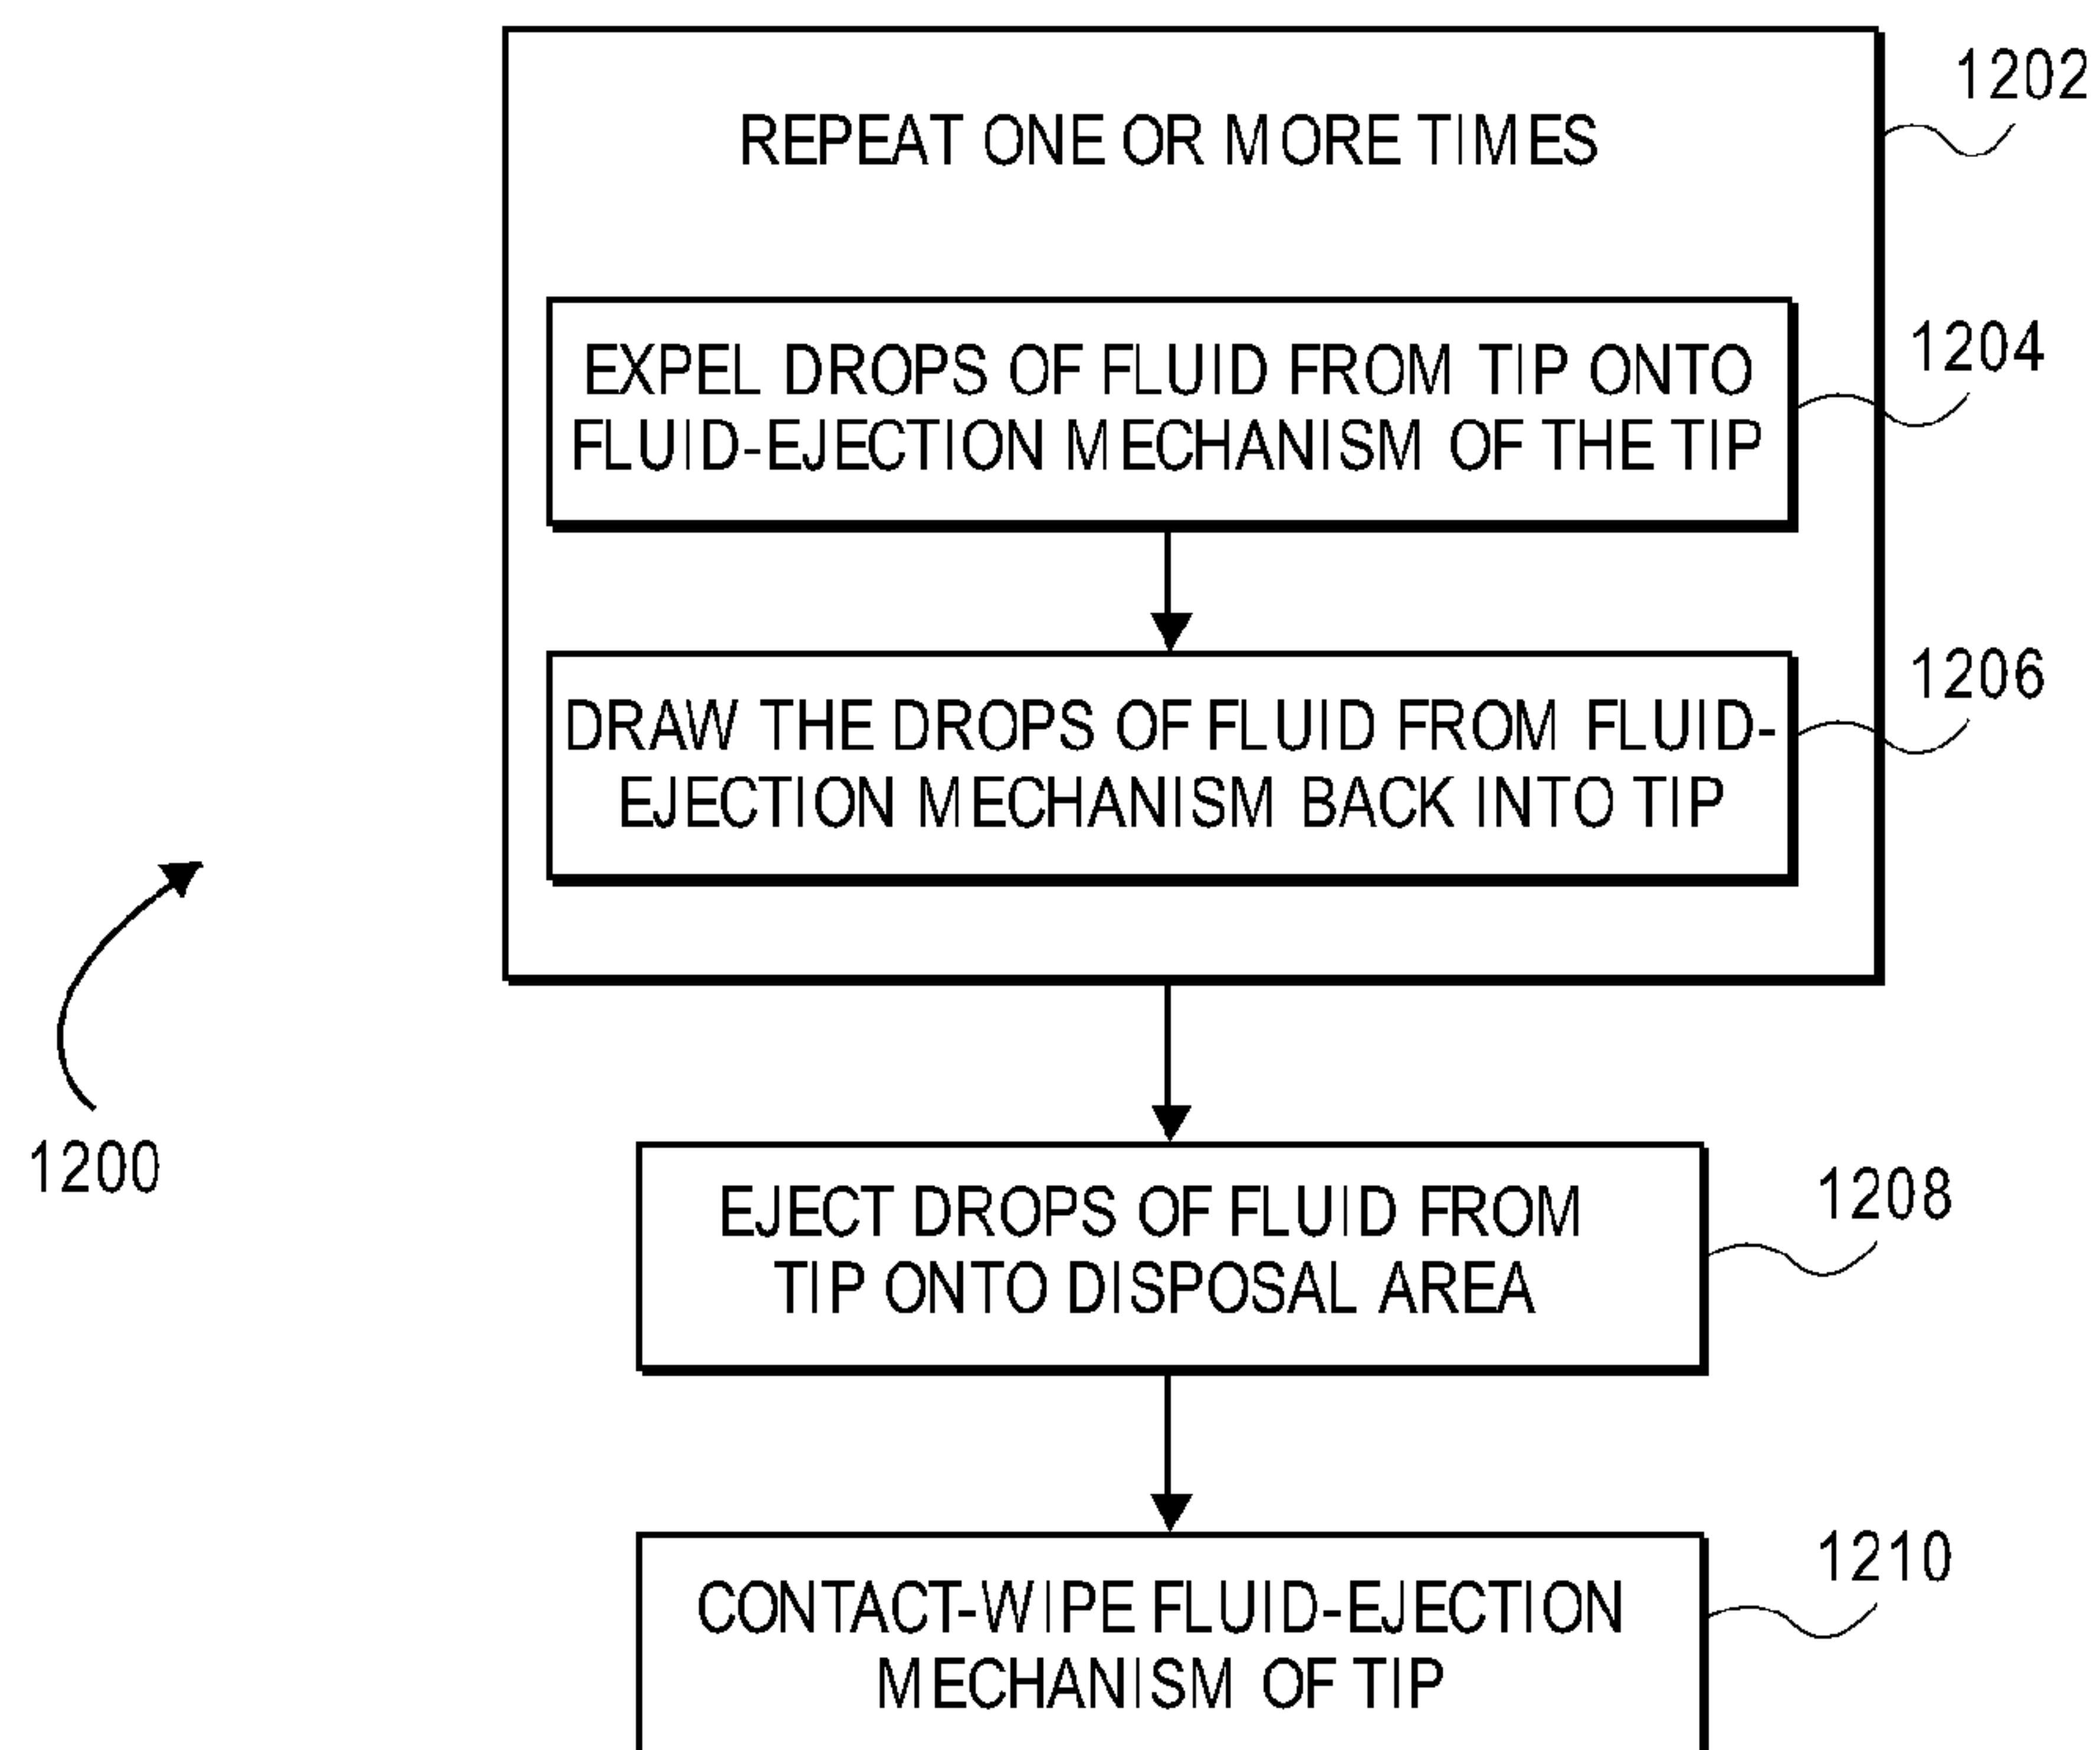 1202
REPEAT ONE OR MORE TIMES
1204
EXPEL DROPS OF FLUID FROM TIP ONTO
FLUID-EJECTION MECHANISM OF THE TIP
1206
DRAW THE DROPS OF FLUID FROM FLUID-
EJECTION MECHANISM BACK INTO TIP
1200
1208
EJECT DROPS OF FLUID FROM
TIP ONTO DISPOSAL AREA
1210
CONTACT-WIPE FLUID-EJECTION
MECHANISM OF TIP